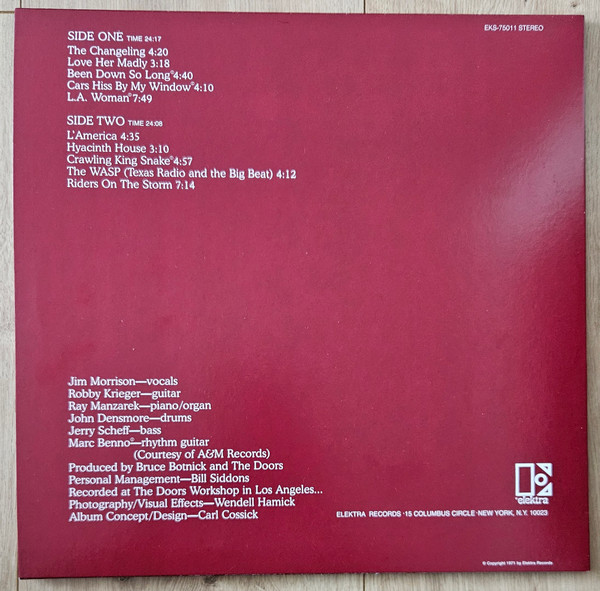 EKS-75011 STEREO
SIDE ONE TIME 24:17
The Changeling 4:20
Love Her Madly 3:18
Been Down So Long°4:40
Cars Hiss By My Window°4:10
L.A. Woman°7:49
SIDE TWO TIME 24:08
L'America 4:35
Hyacinth House 3:10
Crawling King Snake°4:57
The WASP (Texas Radio and the Big Beat) 4:12
Riders On The Storm 7:14
Jim Morrison—vocals
Robby Krieger—guitar
Ray Manzarek—piano/organ
John Densmore—drums
Jerry Scheff—bass
Marc Benno°—rhythm guitar
(Courtesy of A&M Records)
Produced by Bruce Botnick and The Doors
Personal Management—Bill Siddons
Recorded at The Doors Workshop in Los Angeles...
Photography/Visual Effects—Wendell Hamick
Album Concept/Design—Carl Cossick
elektra
ELEKTRA RECORDS · 15 COLUMBUS CIRCLE · NEW YORK, N.Y. 10023
© Copyright 1971 by Elektra Records